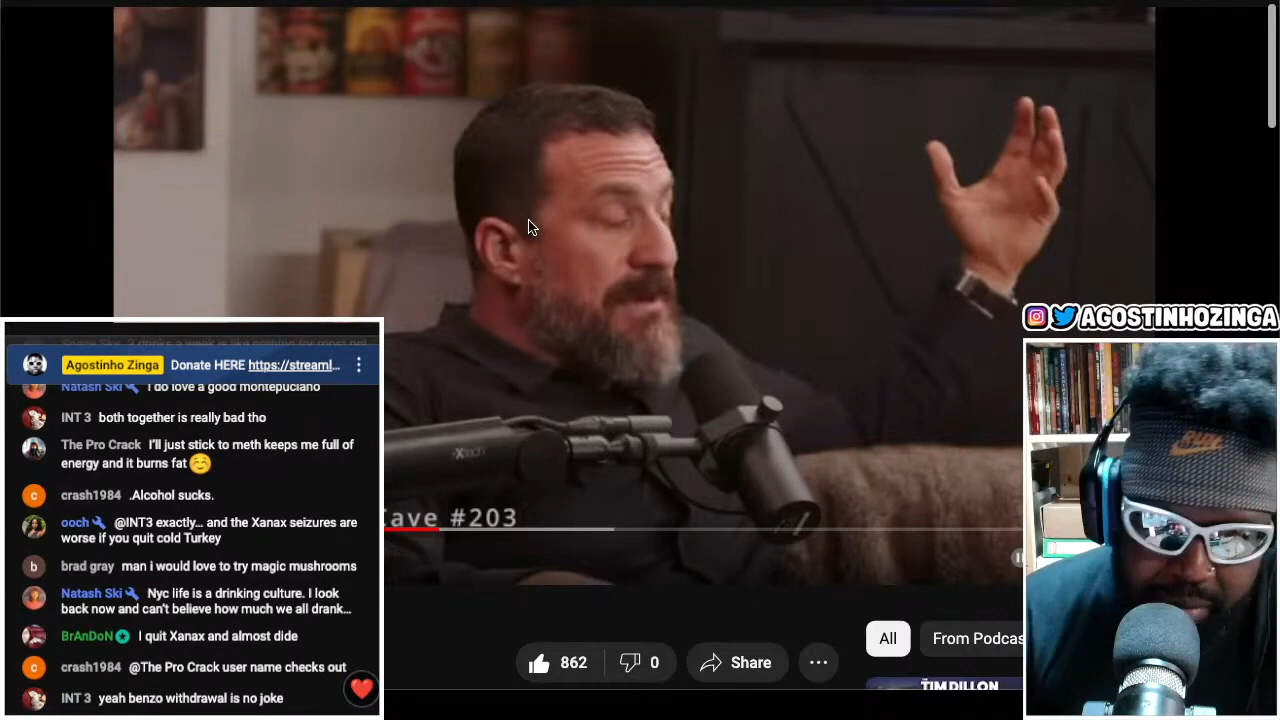 Agostinho Zinga Donate HERE https://streaml...
Natash Ski I do love a good montepuciano
INT 3 both together is really bad tho
The Pro Crack I'll just stick to meth keeps me full of
energy and it burns fat
crash1984 .Alcohol sucks.
ooch @INT3 exactly... and the Xanax seizures are
worse if you quit cold Turkey
brad gray man i would love to try magic mushrooms
Natash Ski Nyc life is a drinking culture. I look
back now and can't believe how much we all drank...
BrAnDoN I quit Xanax and almost dide
crash1984 @The Pro Crack user name checks out
INT 3 yeah benzo withdrawal is no joke
Cave #203
AGOSTINHOZINGA
All
From Podcas
862
0
Share
TIM DILLON